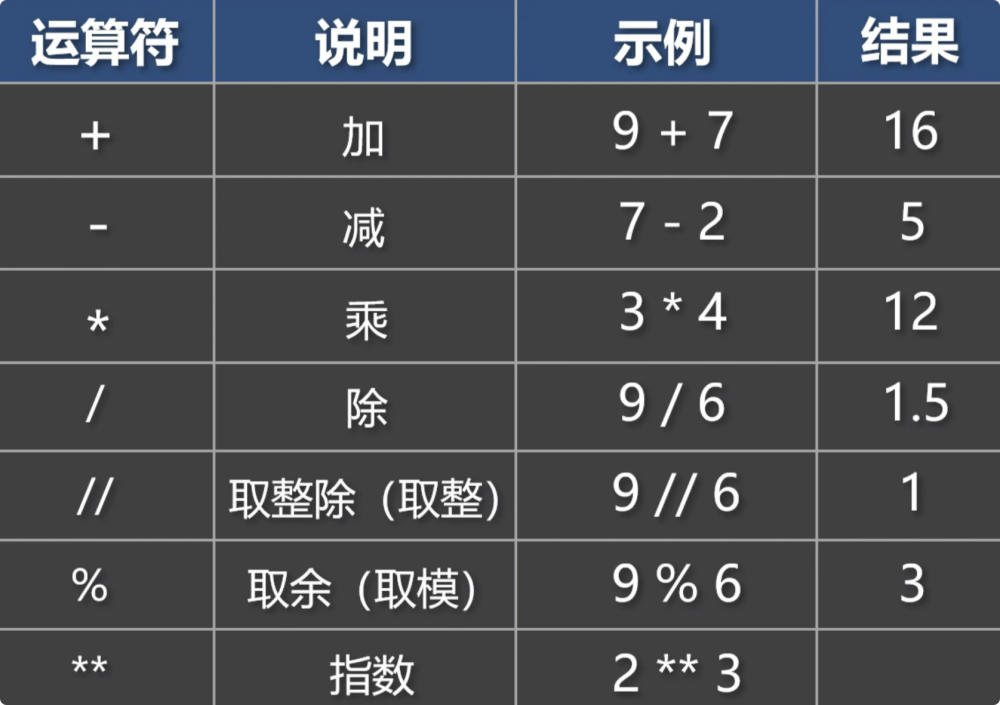 运算符 说明 示例 结果
+ 加 9 + 7 16
- 减 7 - 2 5
* 乘 3 * 4 12
/ 除 9 / 6 1.5
// 取整除（取整） 9 // 6 1
% 取余（取模） 9 % 6 3
** 指数 2 ** 3